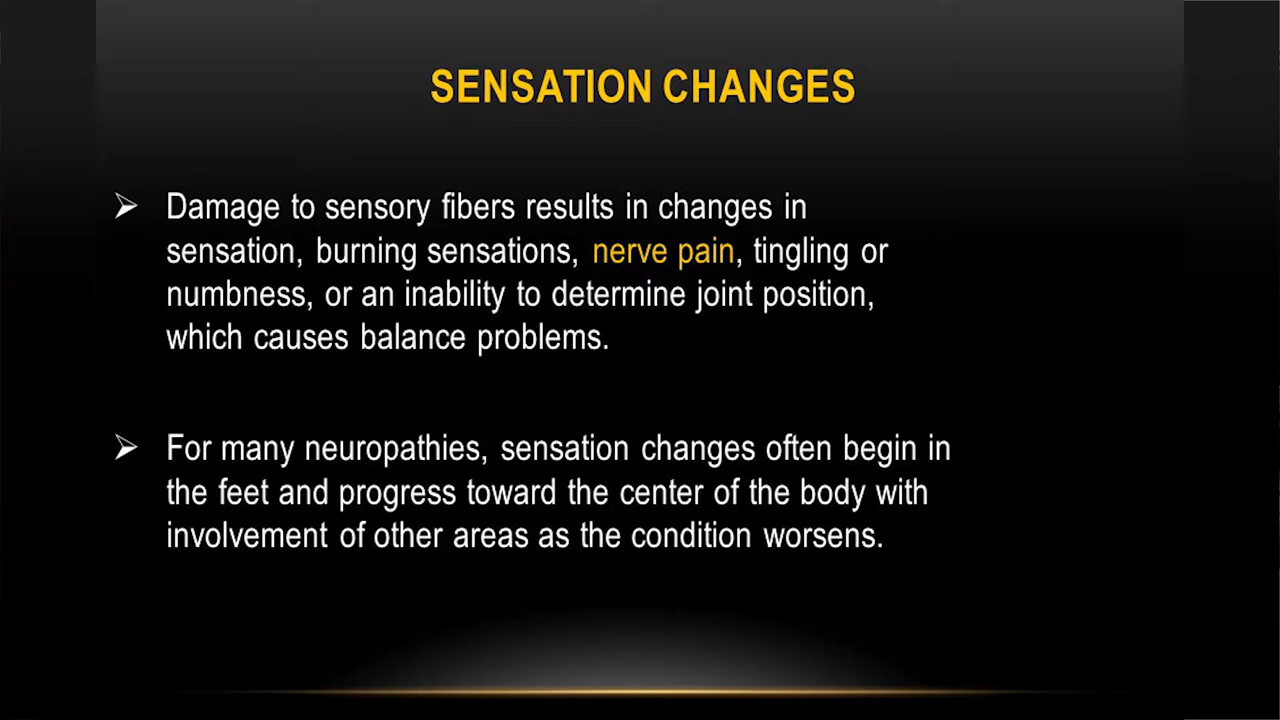 SENSATION CHANGES
Damage to sensory fibers results in changes in
sensation, burning sensations, nerve pain, tingling or
numbness, or an inability to determine joint position,
which causes balance problems.
For many neuropathies, sensation changes often begin in
the feet and progress toward the center of the body with
involvement of other areas as the condition worsens.